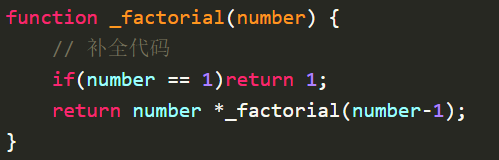 function _factorial(number) {
// 补全代码
if(number == 1)return 1;
return number *_factorial(number-1);
}